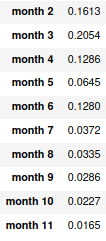 month 2 0.1613
month 3 0.2054
month 4 0.1286
month 5 0.0645
month 6 0.1280
month 7 0.0372
month 8 0.0335
month 9 0.0286
month 10 0.0227
month 11 0.0165